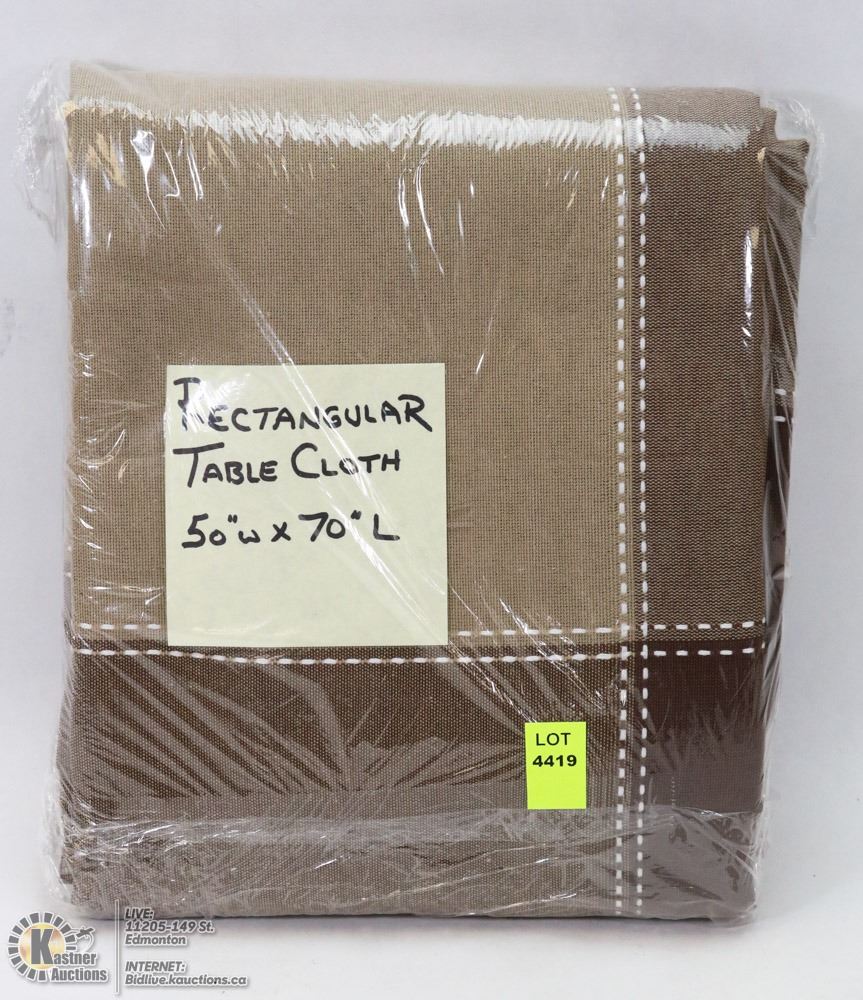 RECTANGULAR
TABLE CLOTH
50"W X 70" L
LOT
4419
Kastner
Auctions
LIVE:
11205-149 St.
Edmonton
INTERNET:
Bidlive.kauctions.ca